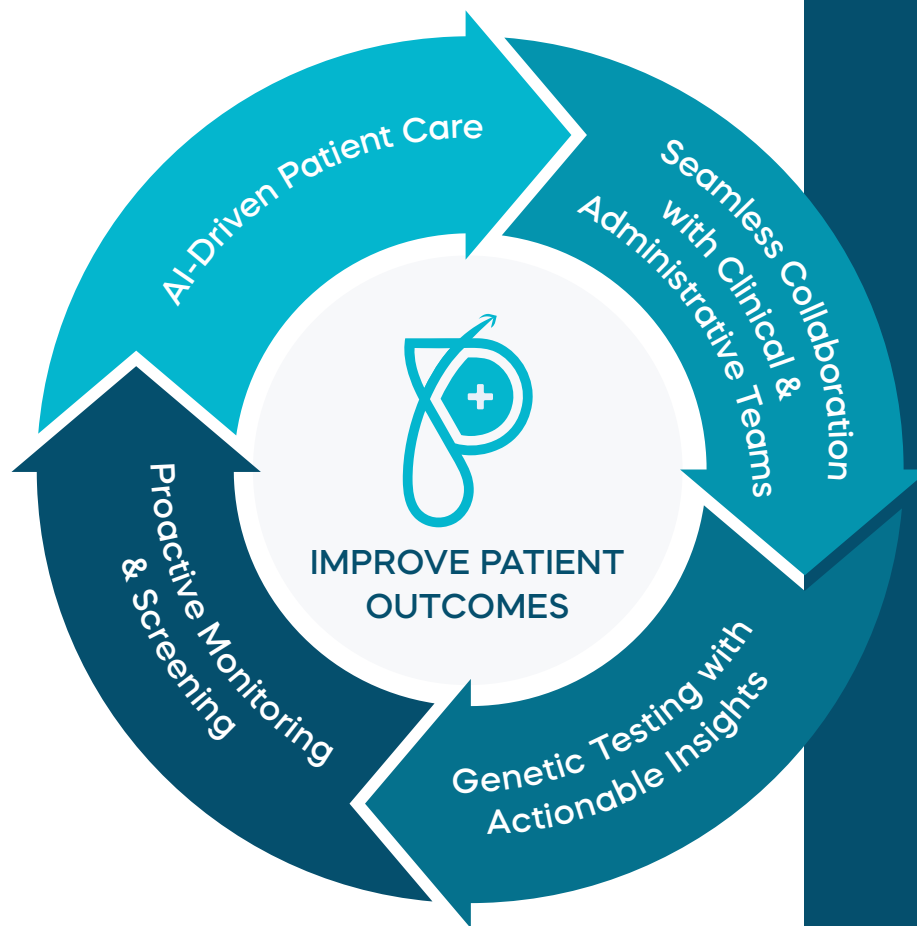 AI-Driven Patient Care
Seamless Collaboration
with Clinical &
Administrative Teams
Genetic Testing with
Actionable Insights
Proactive Monitoring
& Screening
IMPROVE PATIENT
OUTCOMES